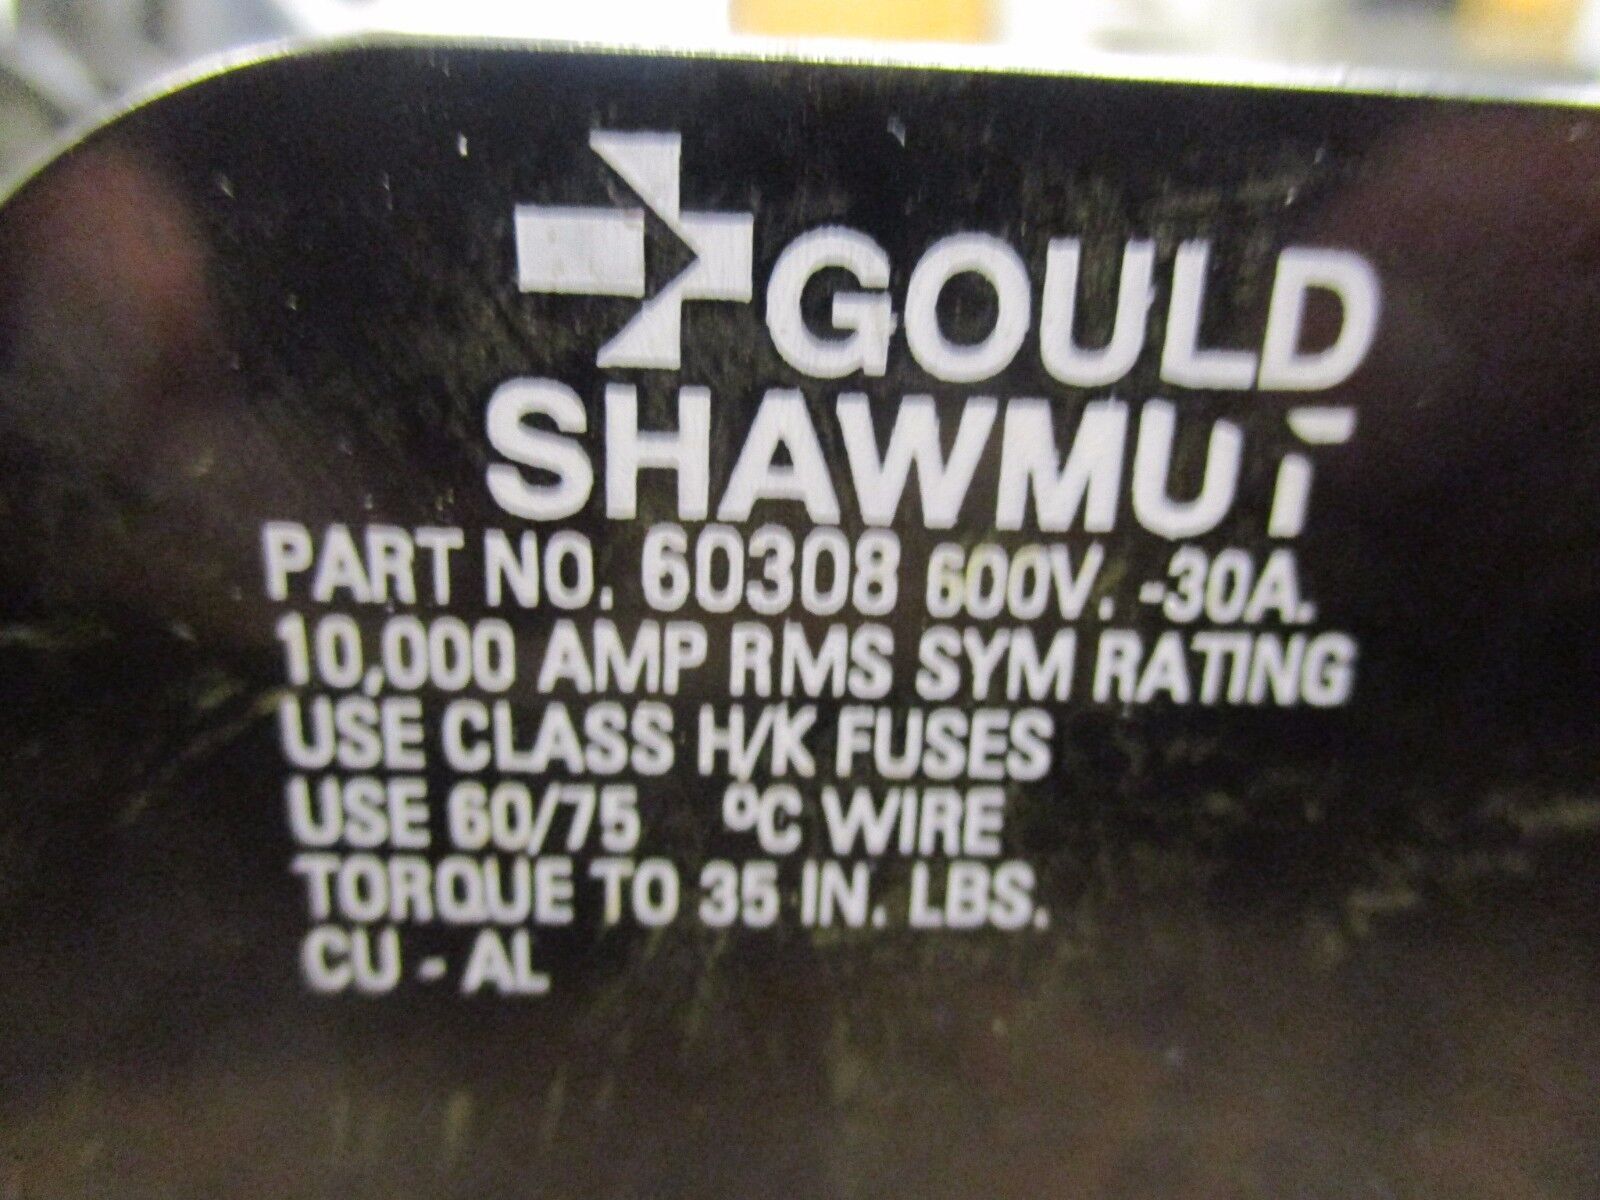 GOULD
SHAWMUT
PART NO. 60308 600V. -30A.
10,000 AMP RMS SYM RATING
USE CLASS H/K FUSES
USE 60/75 ºC WIRE
TORQUE TO 35 IN. LBS.
CU - AL